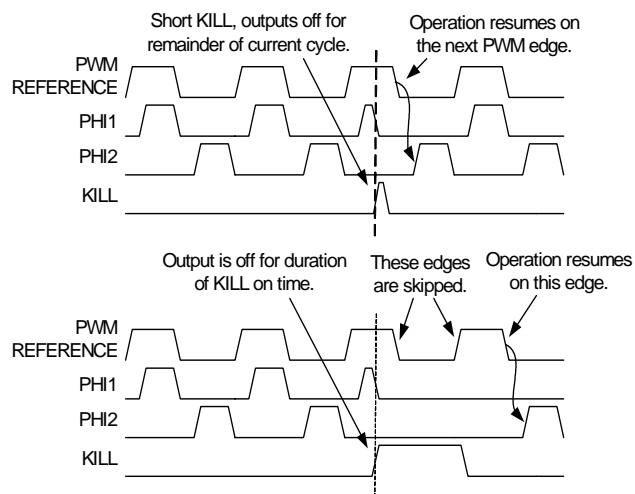 Short KILL, outputs off for
remainder of current cycle.
Operation resumes on
the next PWM edge.
PWM
REFERENCE
PHI1
PHI2
KILL
Output is off for duration
of KILL on time.
These edges
are skipped.
Operation resumes
on this edge.
PWM
REFERENCE
PHI1
PHI2
KILL